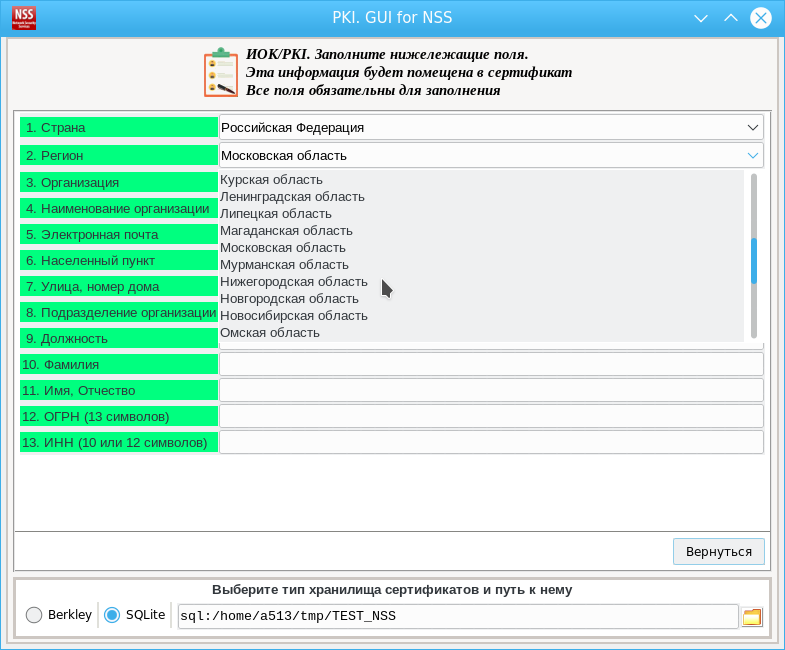 PKI. GUI for NSS
NSS
ИОК/PKI. Заполните нижележащие поля.
Эта информация будет помещена в сертификат
Все поля обязательны для заполнения
1. Страна
Российская Федерация
2. Регион
Московская область
3. Организация
4. Наименование организации
5. Электронная почта
6. Населенный пункт
7. Улица, номер дома
8. Подразделение организации
9. Должность
Курская область
Ленинградская область
Липецкая область
Магаданская область
Московская область
Мурманская область
Нижегородская область
Новгородская область
Новосибирская область
Омская область
10. Фамилия
11. Имя, Отчество
12. ОГРН (13 символов)
13. ИНН (10 или 12 символов)
Вернуться
Выберите тип хранилища сертификатов и путь к нему
Berkley
SQLite
sql:/home/a513/tmp/TEST_NSS